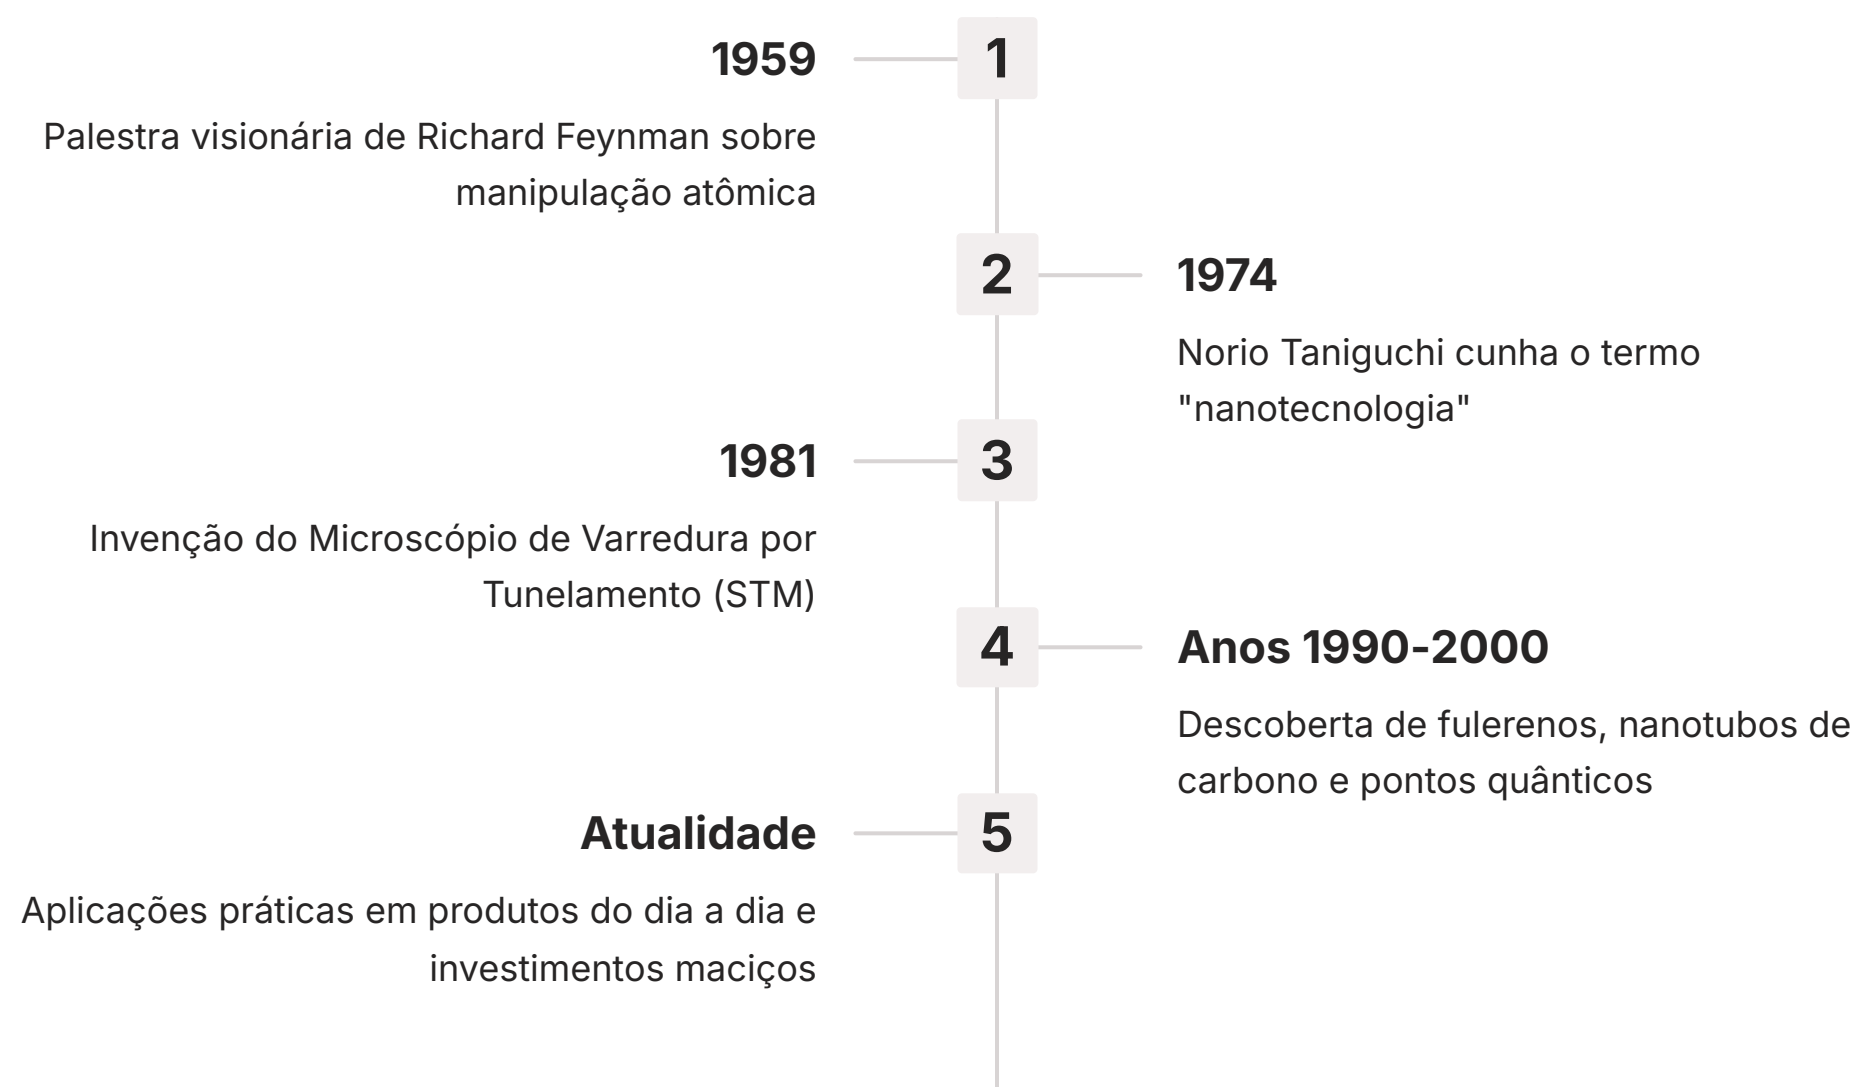 1959
1
Palestra visionária de Richard Feynman sobre
manipulação atômica
2
1974
Norio Taniguchi cunha o termo
"nanotecnologia"
1981
3
Invenção do Microscópio de Varredura por
Tunelamento (STM)
4
Anos 1990-2000
Descoberta de fulerenos, nanotubos de
carbono e pontos quânticos
Atualidade
5
Aplicações práticas em produtos do dia a dia e
investimentos maciços